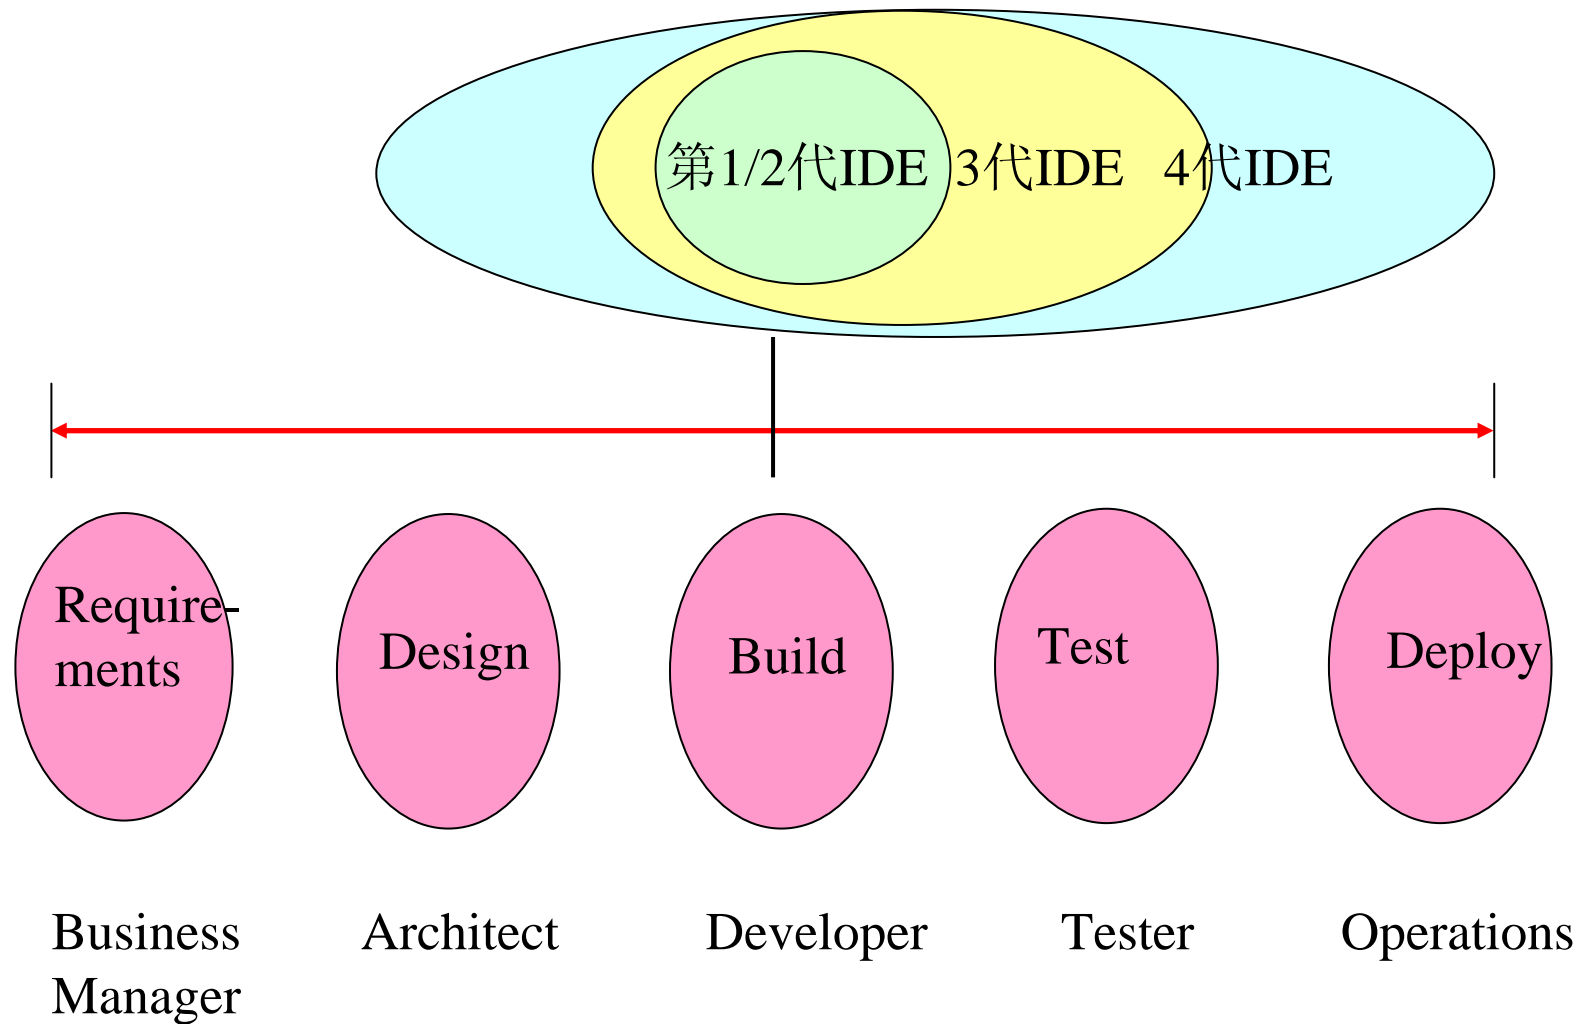 第1/2代IDE 3代IDE 4代IDE
Require-
ments
Design
Build
Test
Deploy
Business
Manager
Architect
Developer
Tester
Operations